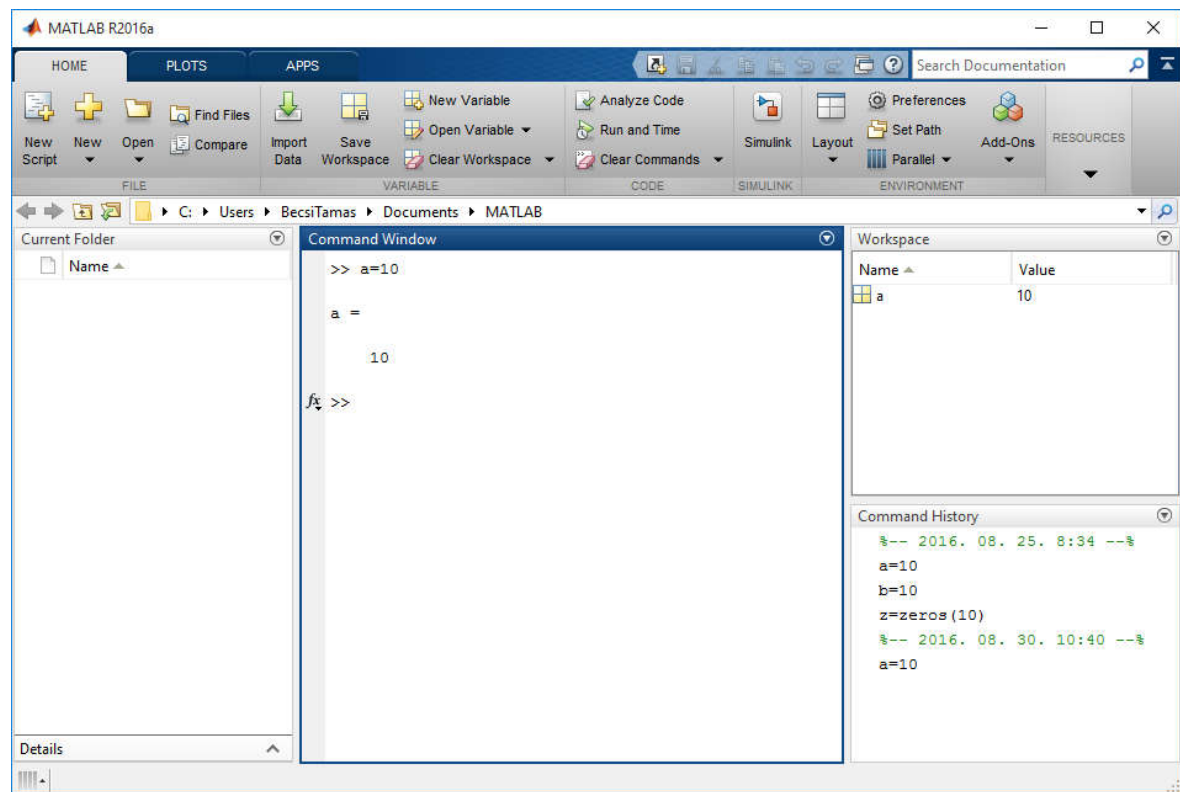 MATLAB R2016a
HOME PLOTS APPS Search Documentation
New Script New Open Find Files Compare Import Data Save Workspace New Variable Open Variable Clear Workspace Analyze Code Run and Time Clear Commands Simulink Layout Preferences Set Path Parallel Add-Ons RESOURCES
FILE VARIABLE CODE SIMULINK ENVIRONMENT
C: Users BecsiTamas Documents MATLAB
Current Folder
Name
Details
Command Window
>> a=10
a =
10
fx >>
Workspace
Name Value
a 10
Command History
%-- 2016. 08. 25. 8:34 --%
a=10
b=10
z=zeros(10)
%-- 2016. 08. 30. 10:40 --%
a=10